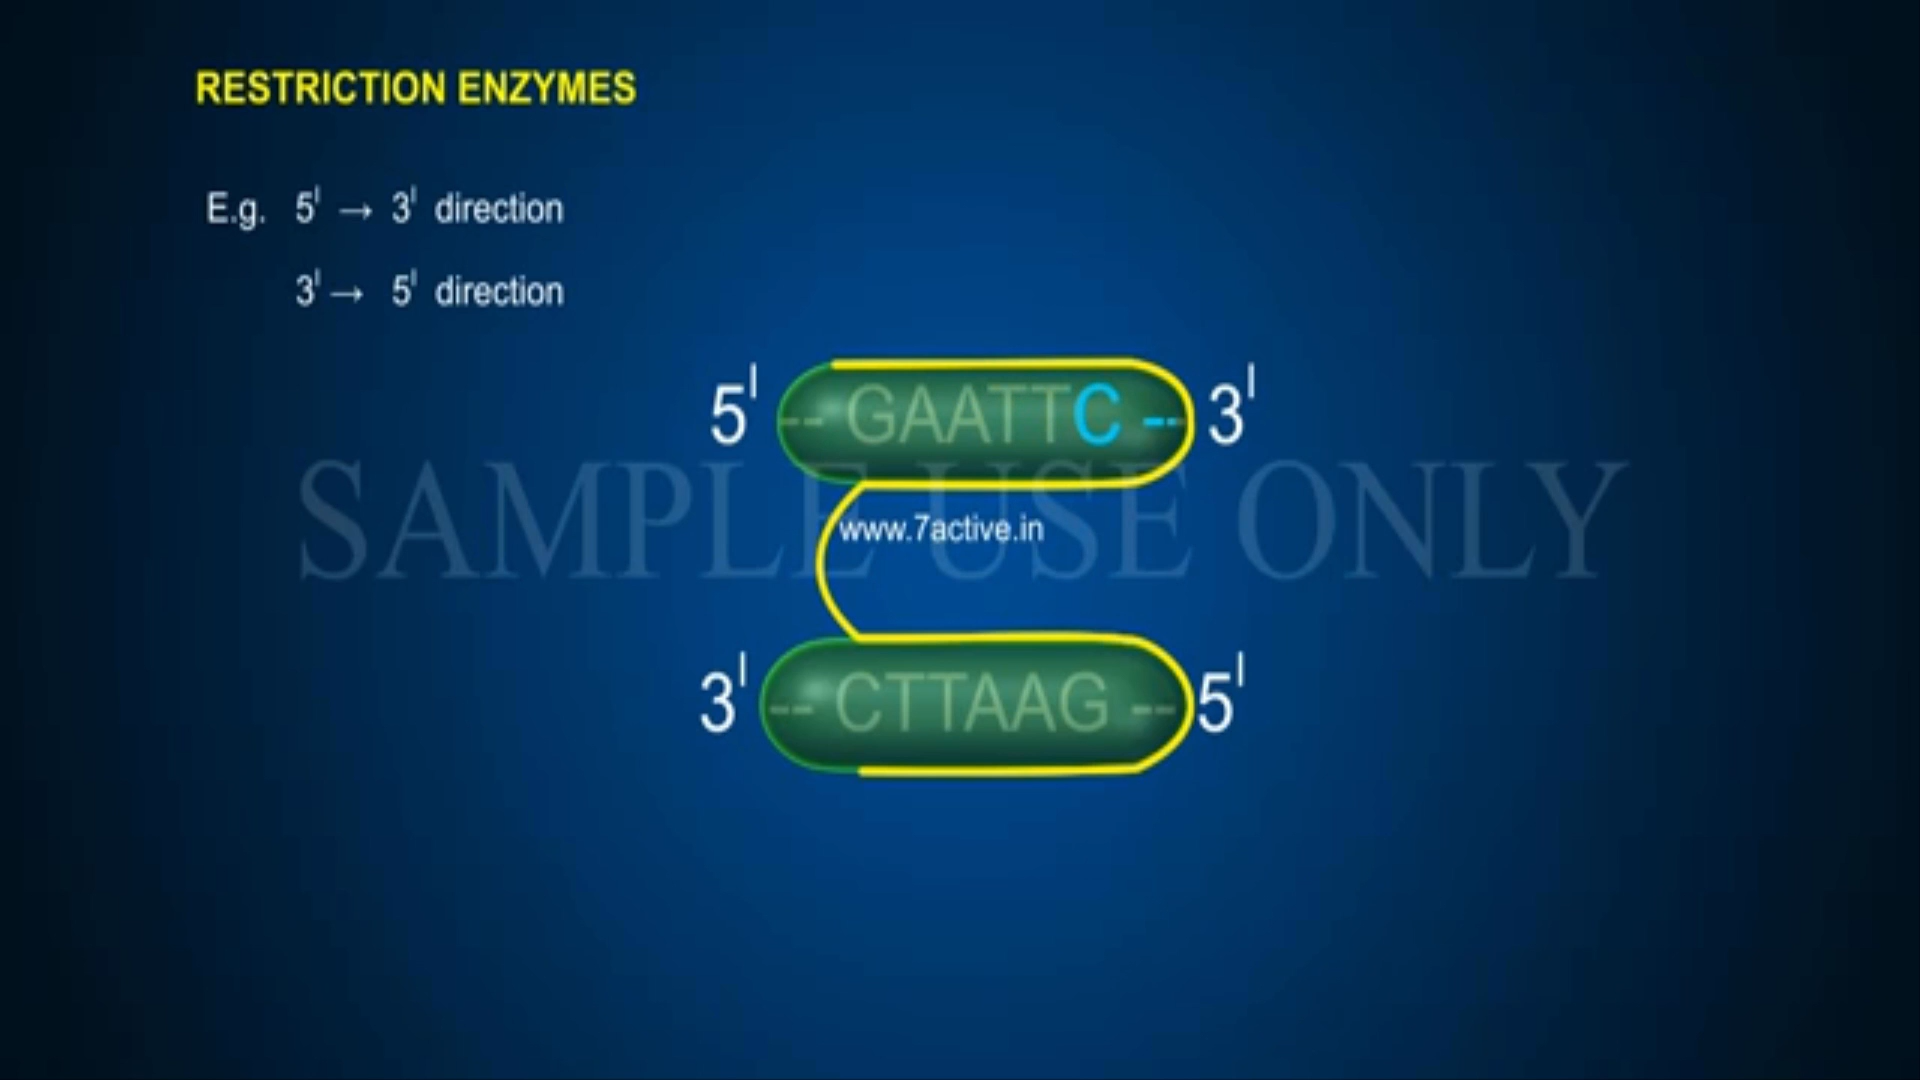 RESTRICTION ENZYMES
E.g. 5' → 3' direction
3' → 5' direction
5' -- GAATTC -- 3'
SAMPLE USE ONLY
www.7active.in
3' -- CTTAAG -- 5'